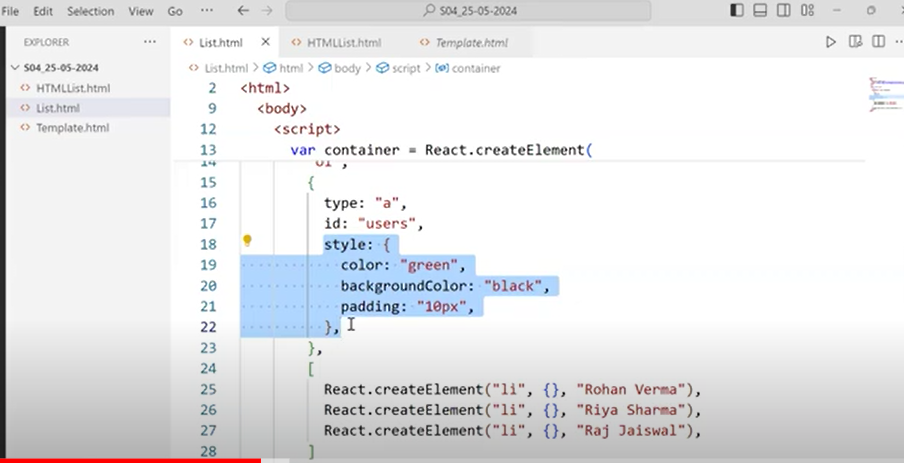 File Edit Selection View Go ··· S04_25-05-2024
EXPLORER ··· List.html HTMLList.html Template.html
S04_25-05-2024
HTMLList.html
List.html
Template.html
List.html > html > body > script > container
2 <html>
9 <body>
12 <script>
13 var container = React.createElement(
14 "ol",
15 {
16 type: "a",
17 id: "users",
18 style: {
19 color: "green",
20 backgroundColor: "black",
21 padding: "10px",
22 },
23 },
24 [
25 React.createElement("li", {}, "Rohan Verma"),
26 React.createElement("li", {}, "Riya Sharma"),
27 React.createElement("li", {}, "Raj Jaiswal"),
28 ]